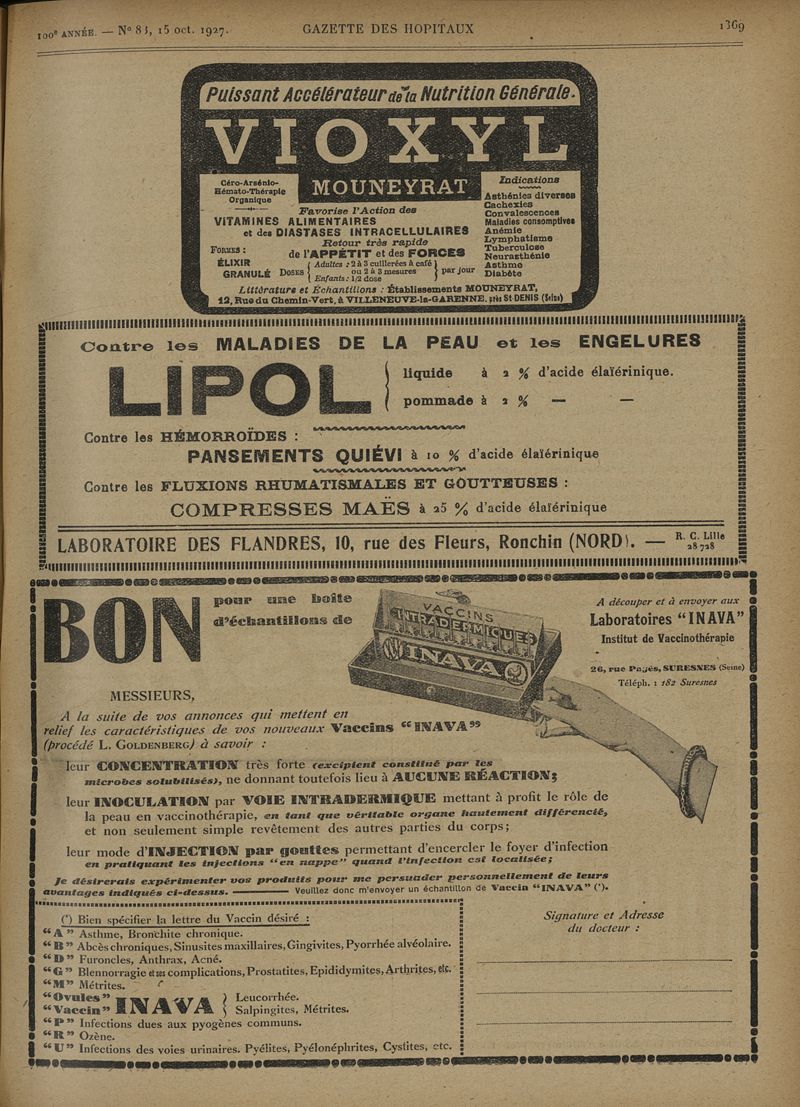 100e ANNÉE. — N° 83, 15 oct. 1927.
GAZETTE DES HOPITAUX
1369
Puissant Accélérateur de la Nutrition Générale.
VIOXYL
MOUNEYRAT
Céro-Arsénio-
Hémato-Thérapie
Organique
Favorise l'Action des
VITAMINES ALIMENTAIRES
et des DIASTASES INTRACELLULAIRES
Retour très rapide
de l'APPÉTIT et des FORCES
FORMES :
ÉLIXIR
GRANULÉ
DOSES
Adultes : 2 à 3 cuillerées à café
ou 2 à 3 mesures
Enfants : 1/2 dose
par jour
Indications
Asthénies diverses
Cachexies
Convalescences
Maladies consomptives
Anémie
Lymphatisme
Tuberculose
Neurasthénie
Asthme
Diabète
Littérature et Echantillons : Établissements MOUNEYRAT,
12, Rue du Chemin-Vert, à VILLENEUVE-la-GARENNE, près St-DENIS (Seine)
Contre les MALADIES DE LA PEAU et les ENGELURES
LIPOL
liquide à 2 % d'acide élaïérinique.
pommade à 2 % — —
Contre les HÉMORROÏDES :
PANSEMENTS QUIÉVI à 10 % d'acide élaïérinique
Contre les FLUXIONS RHUMATISMALES ET GOUTTEUSES :
COMPRESSES MAËS à 25 % d'acide élaïérinique
LABORATOIRE DES FLANDRES, 10, rue des Fleurs, Ronchin (NORD). — R. C. Lille
28 728
BON
pour une boîte
d'échantillons de
VACCINS
INTRADERMIQUES
INAVA
A découper et à envoyer aux
Laboratoires "INAVA"
Institut de Vaccinothérapie
26, rue Pagès, SURESNES (Seine)
Téléph. : 182 Suresnes
MESSIEURS,
A la suite de vos annonces qui mettent en
relief les caractéristiques de vos nouveaux Vaccins "INAVA"
(procédé L. GOLDENBERG) à savoir :
leur CONCENTRATION très forte (excipient constitué par les
microbes solubilisés), ne donnant toutefois lieu à AUCUNE RÉACTION;
leur INOCULATION par VOIE INTRADERMIQUE mettant à profit le rôle de
la peau en vaccinothérapie, en tant que véritable organe hautement différencié,
et non seulement simple revêtement des autres parties du corps;
leur mode d'INJECTION par gouttes permettant d'encercler le foyer d'infection
en pratiquant les injections "en nappe" quand l'infection est localisée;
Je désirerais expérimenter vos produits pour me persuader personnellement de leurs
avantages indiqués ci-dessus. ——— Veuillez donc m'envoyer un échantillon de Vaccin "INAVA" (*).
(*) Bien spécifier la lettre du Vaccin désiré :
"A" Asthme, Bronchite chronique.
"B" Abcès chroniques, Sinusites maxillaires, Gingivites, Pyorrhée alvéolaire.
"D" Furoncles, Anthrax, Acné.
"G" Blennorragie et ses complications, Prostatites, Epididymites, Arthrites, etc.
"M" Métrites.
"Ovules"
"Vaccin"
INAVA
Leucorrhée.
Salpingites, Métrites.
"P" Infections dues aux pyogènes communs.
"R" Ozène.
"U" Infections des voies urinaires. Pyélites, Pyélonéphrites, Cystites, etc.
Signature et Adresse
du docteur :